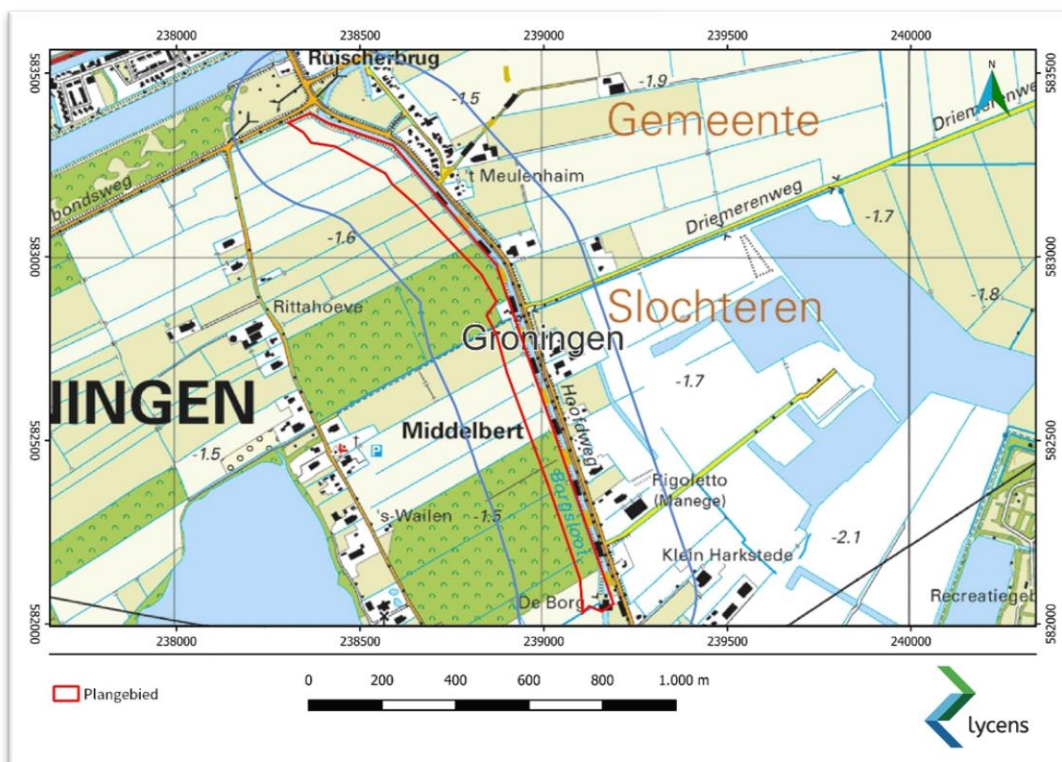 238000 238500 239000 239500 240000
583500 583500
Ruischerbrug
-1.9
-1.5
Gemeente
Driemerenweg
bondsweg
't Meulenhaim
Driemerenweg
-1.7
-1.6
583000 583000
-1.8
Rittahoeve
Slochteren
Groningen
-1.7
NINGEN
Hoofdweg
Middelbert
582500 582500
-1.5
P
Rigoletto
(Manege)
Borgsloot
's-Wailen
-1.5
-2.1
Klein Harkstede
De Borg
Recreatiegeb
582000 582000
238000 238500 239000 239500 240000
Plangebied
0 200 400 600 800 1.000 m
lycens
N